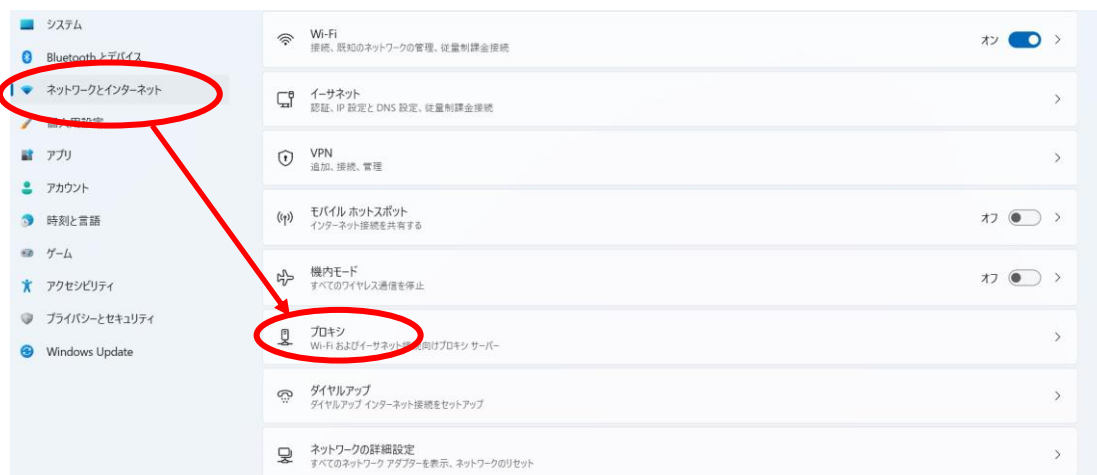 システム
Bluetooth とデバイス
ネットワークとインターネット
個人用設定
アプリ
アカウント
時刻と言語
ゲーム
アクセシビリティ
プライバシーとセキュリティ
Windows Update
Wi-Fi
接続、既知のネットワークの管理、従量制課金接続
オン
イーサネット
認証、IP 設定と DNS 設定、従量制課金接続
VPN
追加、接続、管理
モバイル ホットスポット
インターネット接続を共有する
オフ
機内モード
すべてのワイヤレス通信を停止
オフ
プロキシ
Wi-Fi およびイーサネット接続向けプロキシ サーバー
ダイヤルアップ
ダイヤルアップ インターネット接続をセットアップ
ネットワークの詳細設定
すべてのネットワーク アダプターを表示、ネットワークのリセット